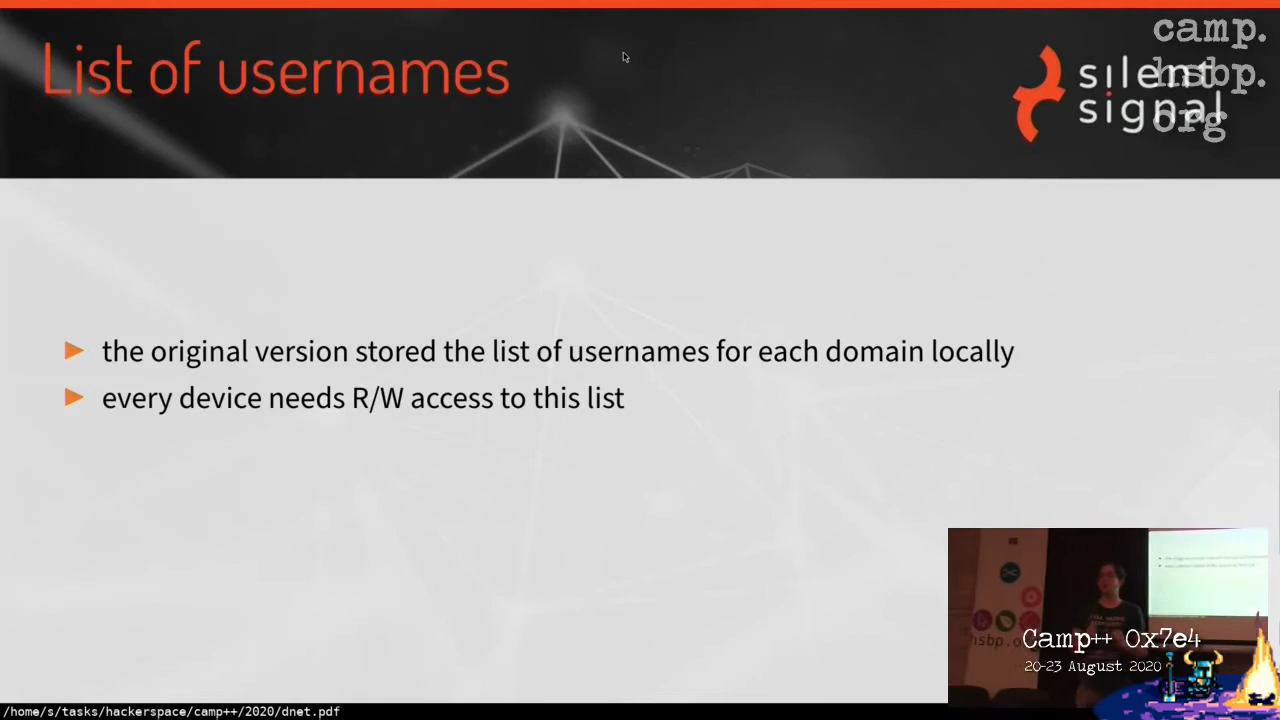 List of usernames
silent
signal
camp.
hsbp.
org
the original version stored the list of usernames for each domain locally
every device needs R/W access to this list
hsbp.o
Camp++ 0x7e4
20-23 August 2020
/home/s/tasks/hackerspace/camp++/2020/dnet.pdf